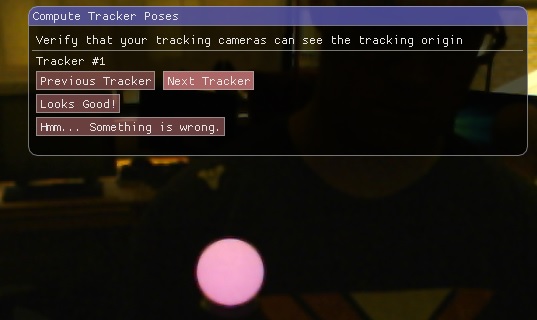 Compute Tracker Poses
Verify that your tracking cameras can see the tracking origin
Tracker #1
Previous Tracker Next Tracker
Looks Good!
Hmm... Something is wrong.